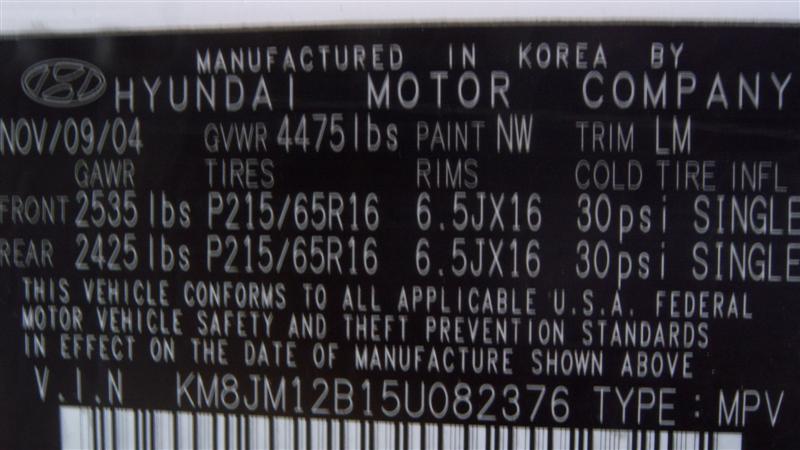 MANUFACTURED IN KOREA BY
HYUNDAI MOTOR COMPANY
NOV/09/04 GVWR 4475lbs PAINT NW TRIM LM
GAWR TIRES RIMS COLD TIRE INFL
FRONT 2535lbs P215/65R16 6.5JX16 30psi SINGLE
REAR 2425lbs P215/65R16 6.5JX16 30psi SINGLE
THIS VEHICLE CONFORMS TO ALL APPLICABLE U.S.A. FEDERAL
MOTOR VEHICLE SAFETY AND THEFT PREVENTION STANDARDS
IN EFFECT ON THE DATE OF MANUFACTURE SHOWN ABOVE
V.I.N KM8JM12B15U082376 TYPE : MPV